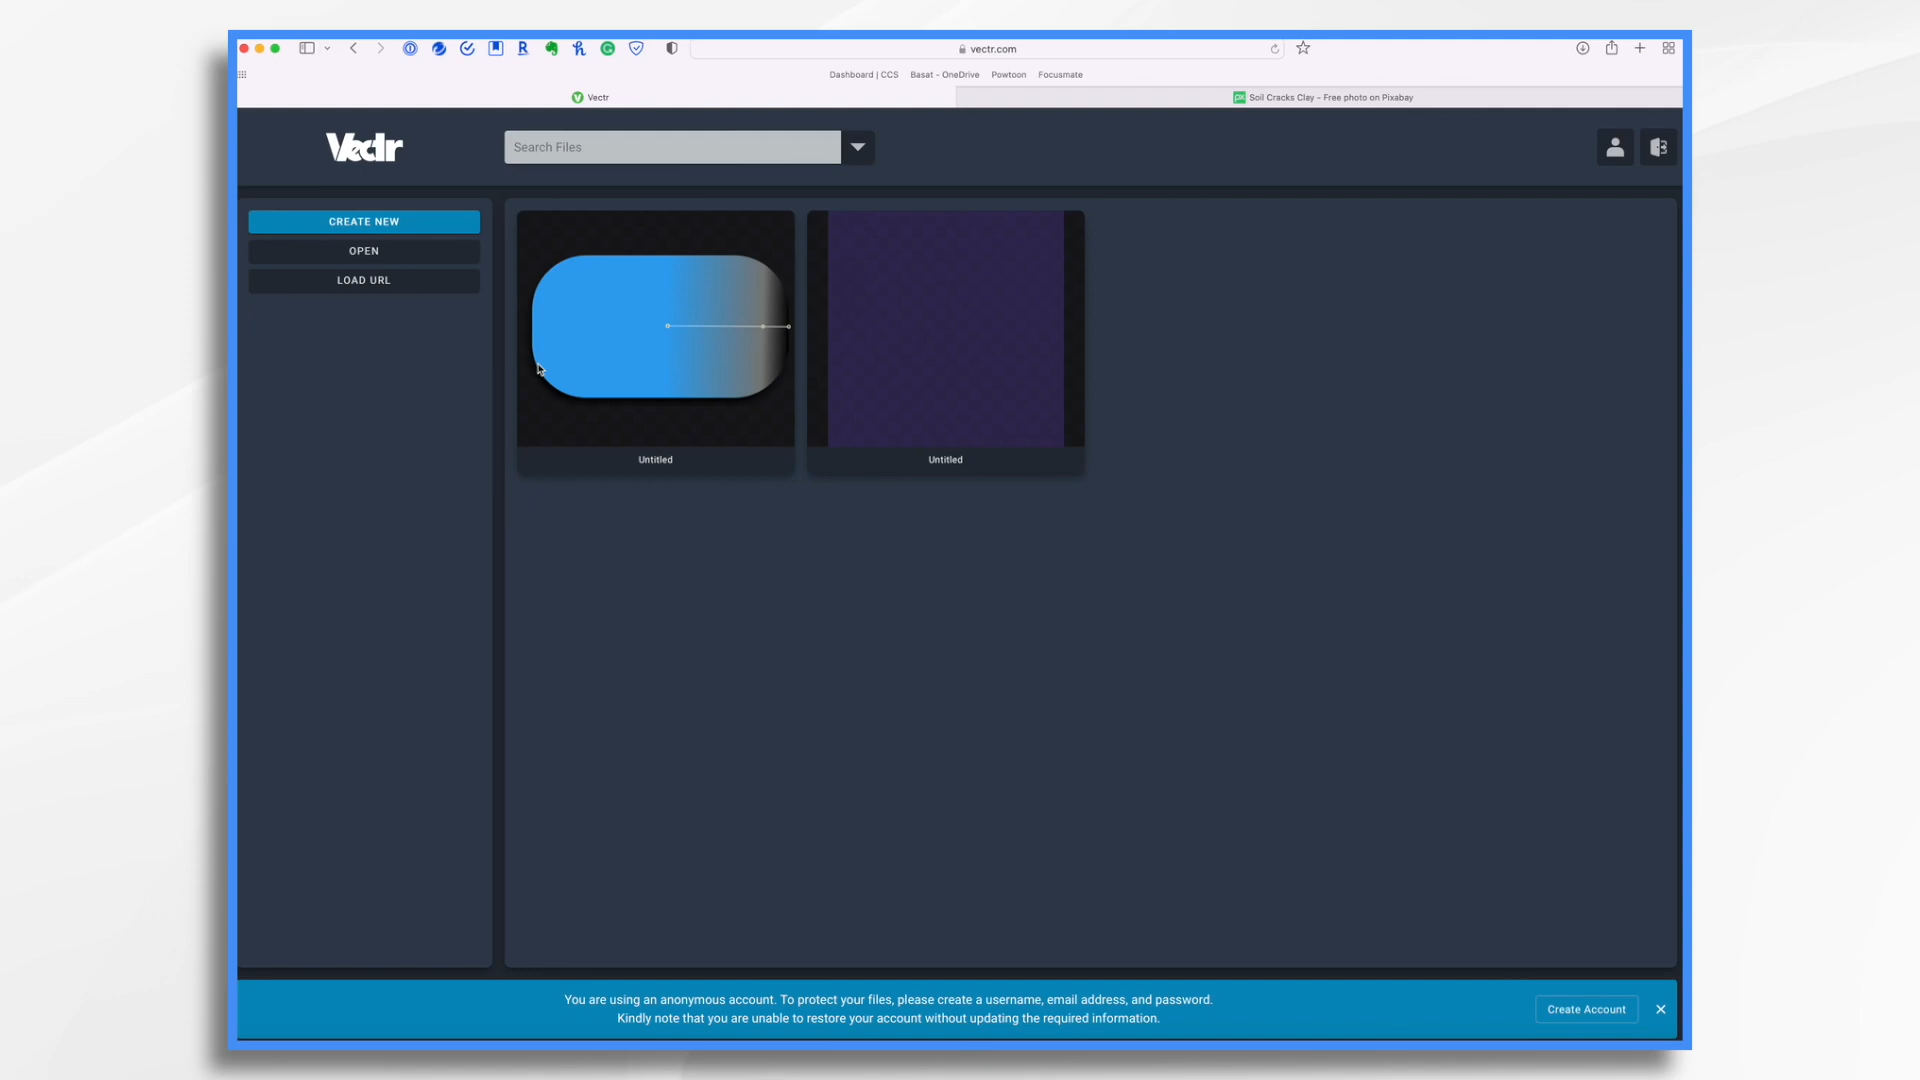 vectr.com
Dashboard | CCS Basat - OneDrive Powtoon Focusmate
Vectr
Soil Cracks Clay - Free photo on Pixabay
Vectr
Search Files
CREATE NEW
OPEN
LOAD URL
Untitled
Untitled
You are using an anonymous account. To protect your files, please create a username, email address, and password.
Kindly note that you are unable to restore your account without updating the required information.
Create Account